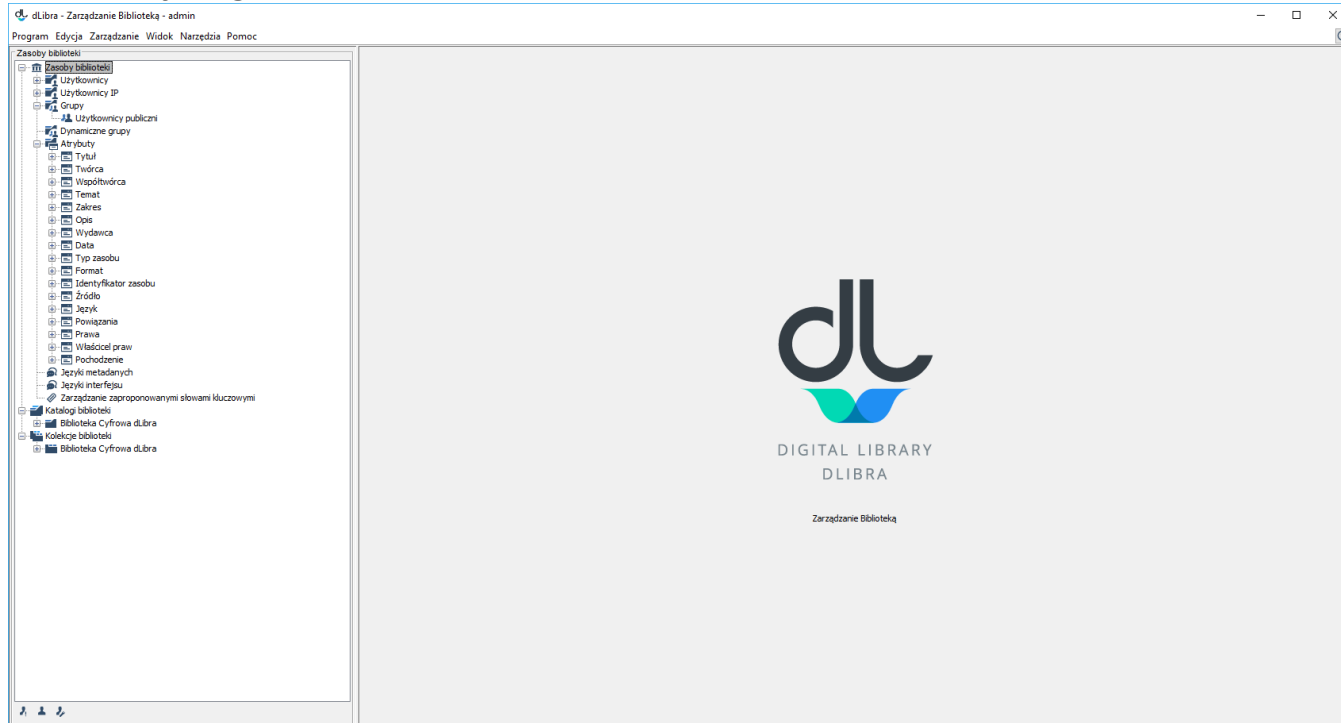 dLibra - Zarządzanie Biblioteką - admin
Program Edycja Zarządzanie Widok Narzędzia Pomoc
Zasoby biblioteki
Zasoby biblioteki
Użytkownicy
Użytkownicy IP
Grupy
Użytkownicy publiczni
Dynamiczne grupy
Atrybuty
Tytuł
Twórca
Współtwórca
Temat
Zakres
Opis
Wydawca
Data
Typ zasobu
Format
Identyfikator zasobu
Źródło
Język
Powiązania
Prawa
Właścicel praw
Pochodzenie
Języki metadanych
Języki interfejsu
Zarządzanie zaproponowanymi słowami kluczowymi
Katalogi biblioteki
Biblioteka Cyfrowa dLibra
Kolekcje biblioteki
Biblioteka Cyfrowa dLibra
dl
DIGITAL LIBRARY
DLIBRA
Zarządzanie Biblioteką